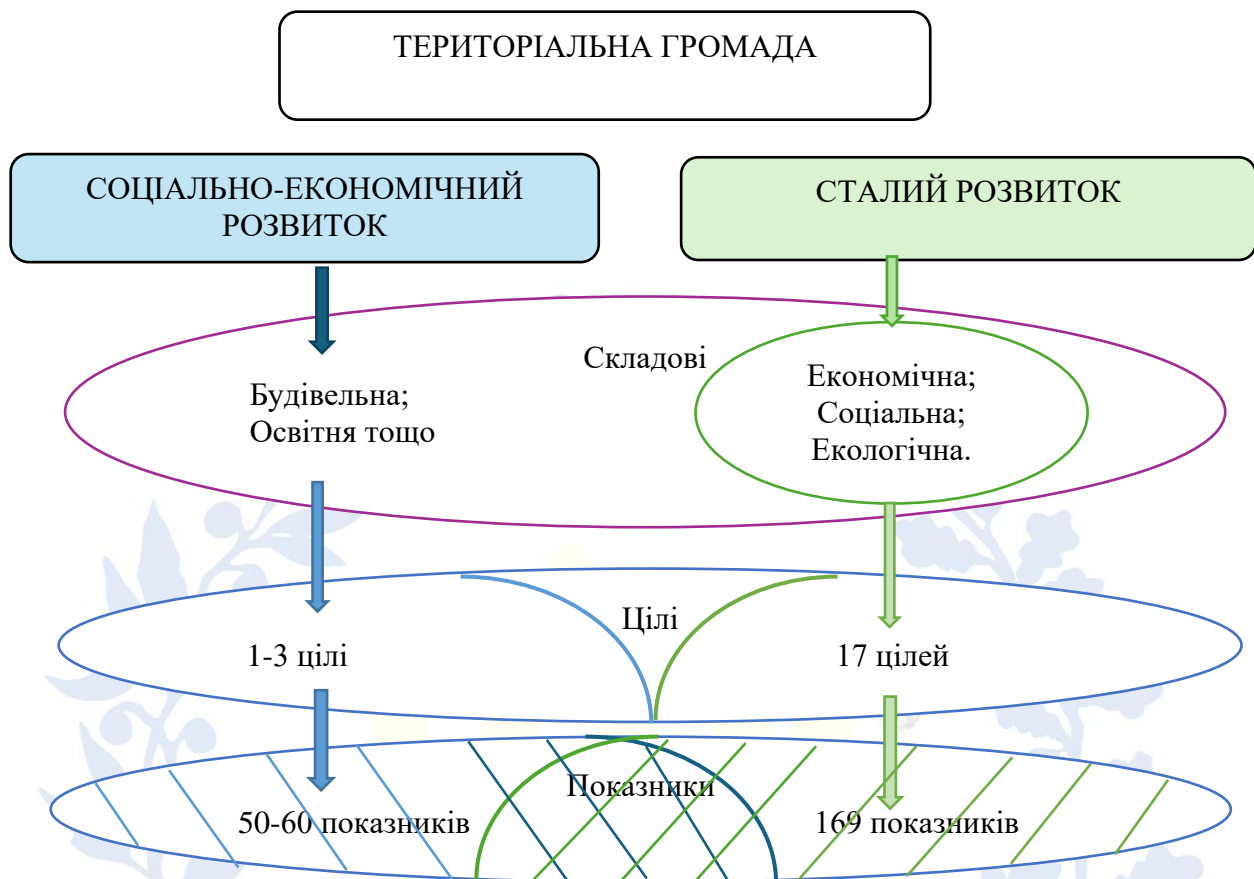 ТЕРИТОРІАЛЬНА ГРОМАДА
СОЦІАЛЬНО-ЕКОНОМІЧНИЙ
РОЗВИТОК
СТАЛИЙ РОЗВИТОК
Складові
Будівельна;
Освітня тощо
Економічна;
Соціальна;
Екологічна.
Цілі
1-3 цілі
17 цілей
Показники
50-60 показників
169 показників